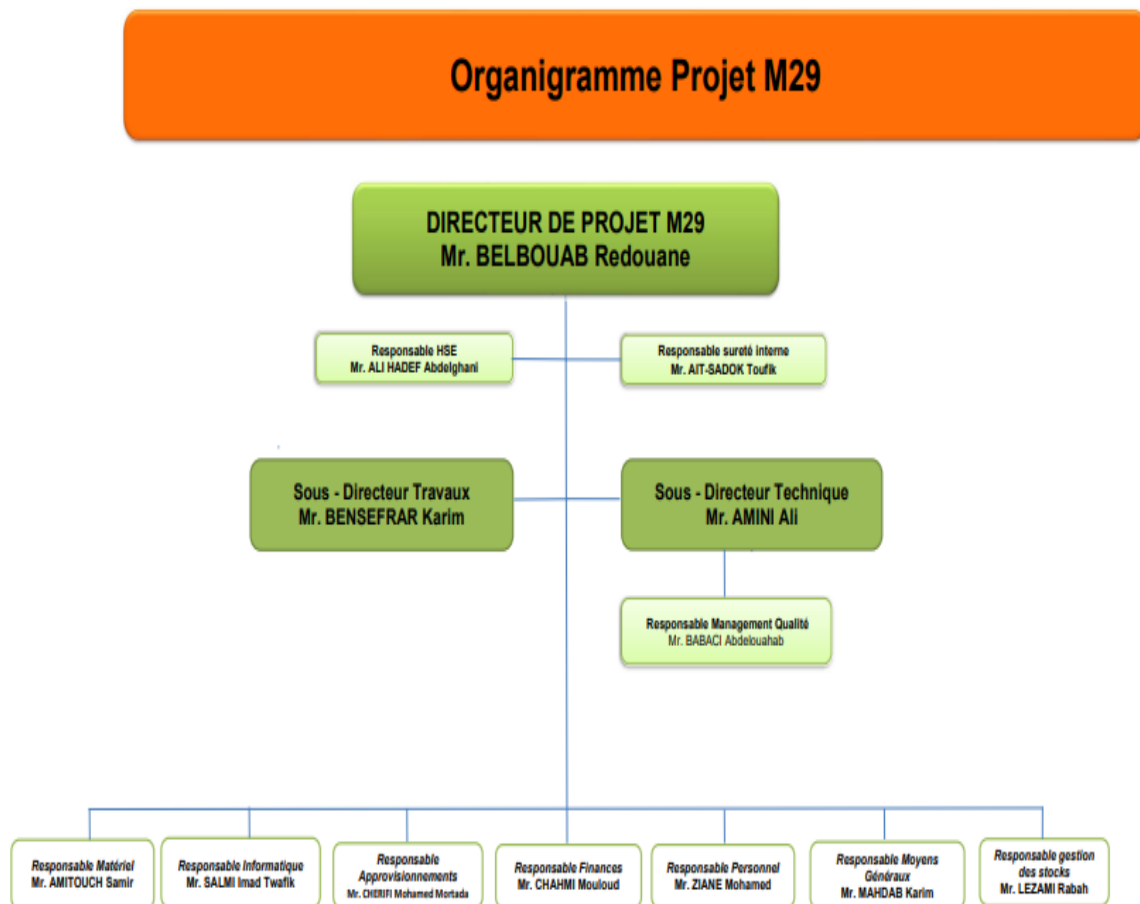 Organigramme Projet M29
DIRECTEUR DE PROJET M29
Mr. BELBOUAB Redouane
Responsable HSE
Mr. ALI HADEF Abdelghani
Responsable sureté interne
Mr. AIT-SADOK Toufik
Sous - Directeur Travaux
Mr. BENSEFRAR Karim
Sous - Directeur Technique
Mr. AMINI Ali
Responsable Management Qualité
Mr. BABACI Abdelouahab
Responsable Matériel
Mr. AMITOUCH Samir
Responsable Informatique
Mr. SALMI Imad Twafik
Responsable
Approvisionnements
Mr. CHERIFI Mohamed Mortada
Responsable Finances
Mr. CHAHMI Mouloud
Responsable Personnel
Mr. ZIANE Mohamed
Responsable Moyens
Généraux
Mr. MAHDAB Karim
Responsable gestion
des stocks
Mr. LEZAMI Rabah